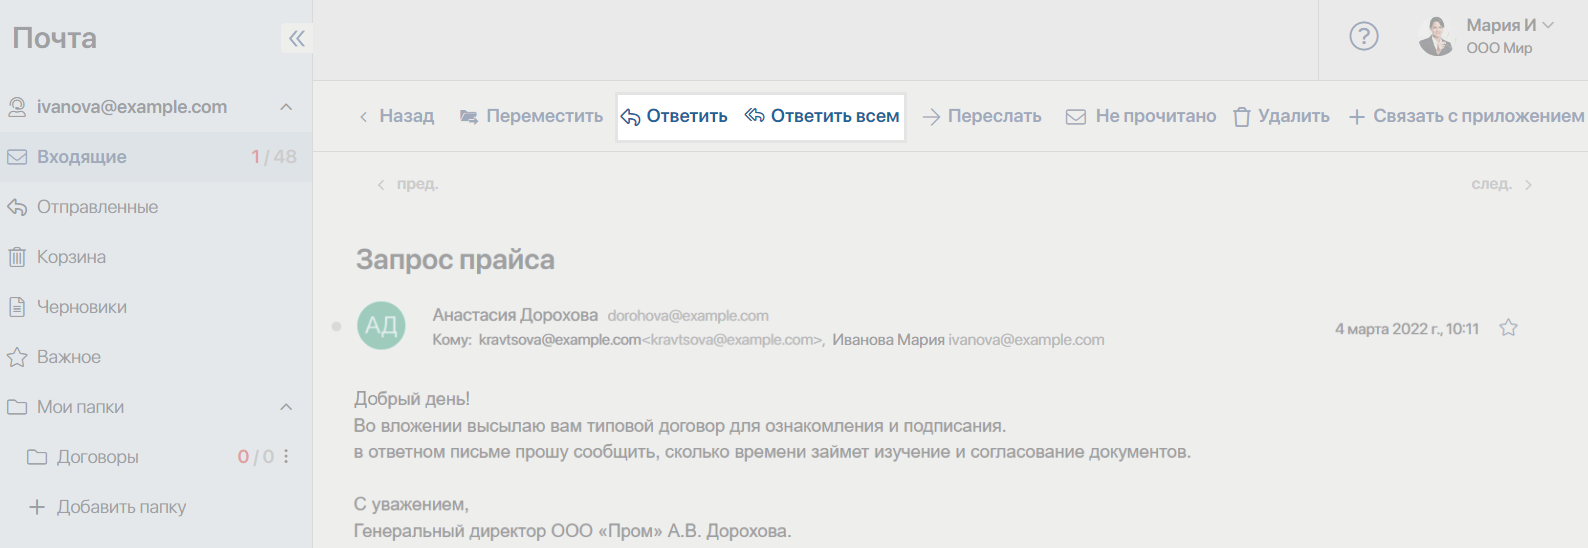 Почта
Мария И
ООО Мир
ivanova@example.com
Назад Переместить Ответить Ответить всем Переслать Не прочитано Удалить Связать с приложением
Входящие 1 / 48
пред. след.
Отправленные
Корзина
Запрос прайса
Черновики
АД
Анастасия Дорохова dorohova@example.com
Кому: kravtsova@example.com<kravtsova@example.com>, Иванова Мария ivanova@example.com
4 марта 2022 г., 10:11
Важное
Мои папки
Добрый день!
Во вложении высылаю вам типовой договор для ознакомления и подписания.
в ответном письме прошу сообщить, сколько времени займет изучение и согласование документов.
Договоры 0 / 0
Добавить папку
С уважением,
Генеральный директор ООО «Пром» А.В. Дорохова.